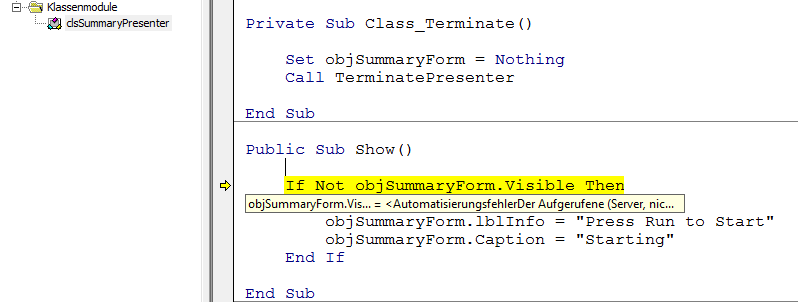 Klassenmodule
clsSummaryPresenter
Private Sub Class_Terminate()
Set objSummaryForm = Nothing
Call TerminatePresenter
End Sub
Public Sub Show()
If Not objSummaryForm.Visible Then
objSummaryForm.Vis... = <AutomatisierungsfehlerDer Aufgerufene (Server, nic...
objSummaryForm.lblInfo = "Press Run to Start"
objSummaryForm.Caption = "Starting"
End If
End Sub